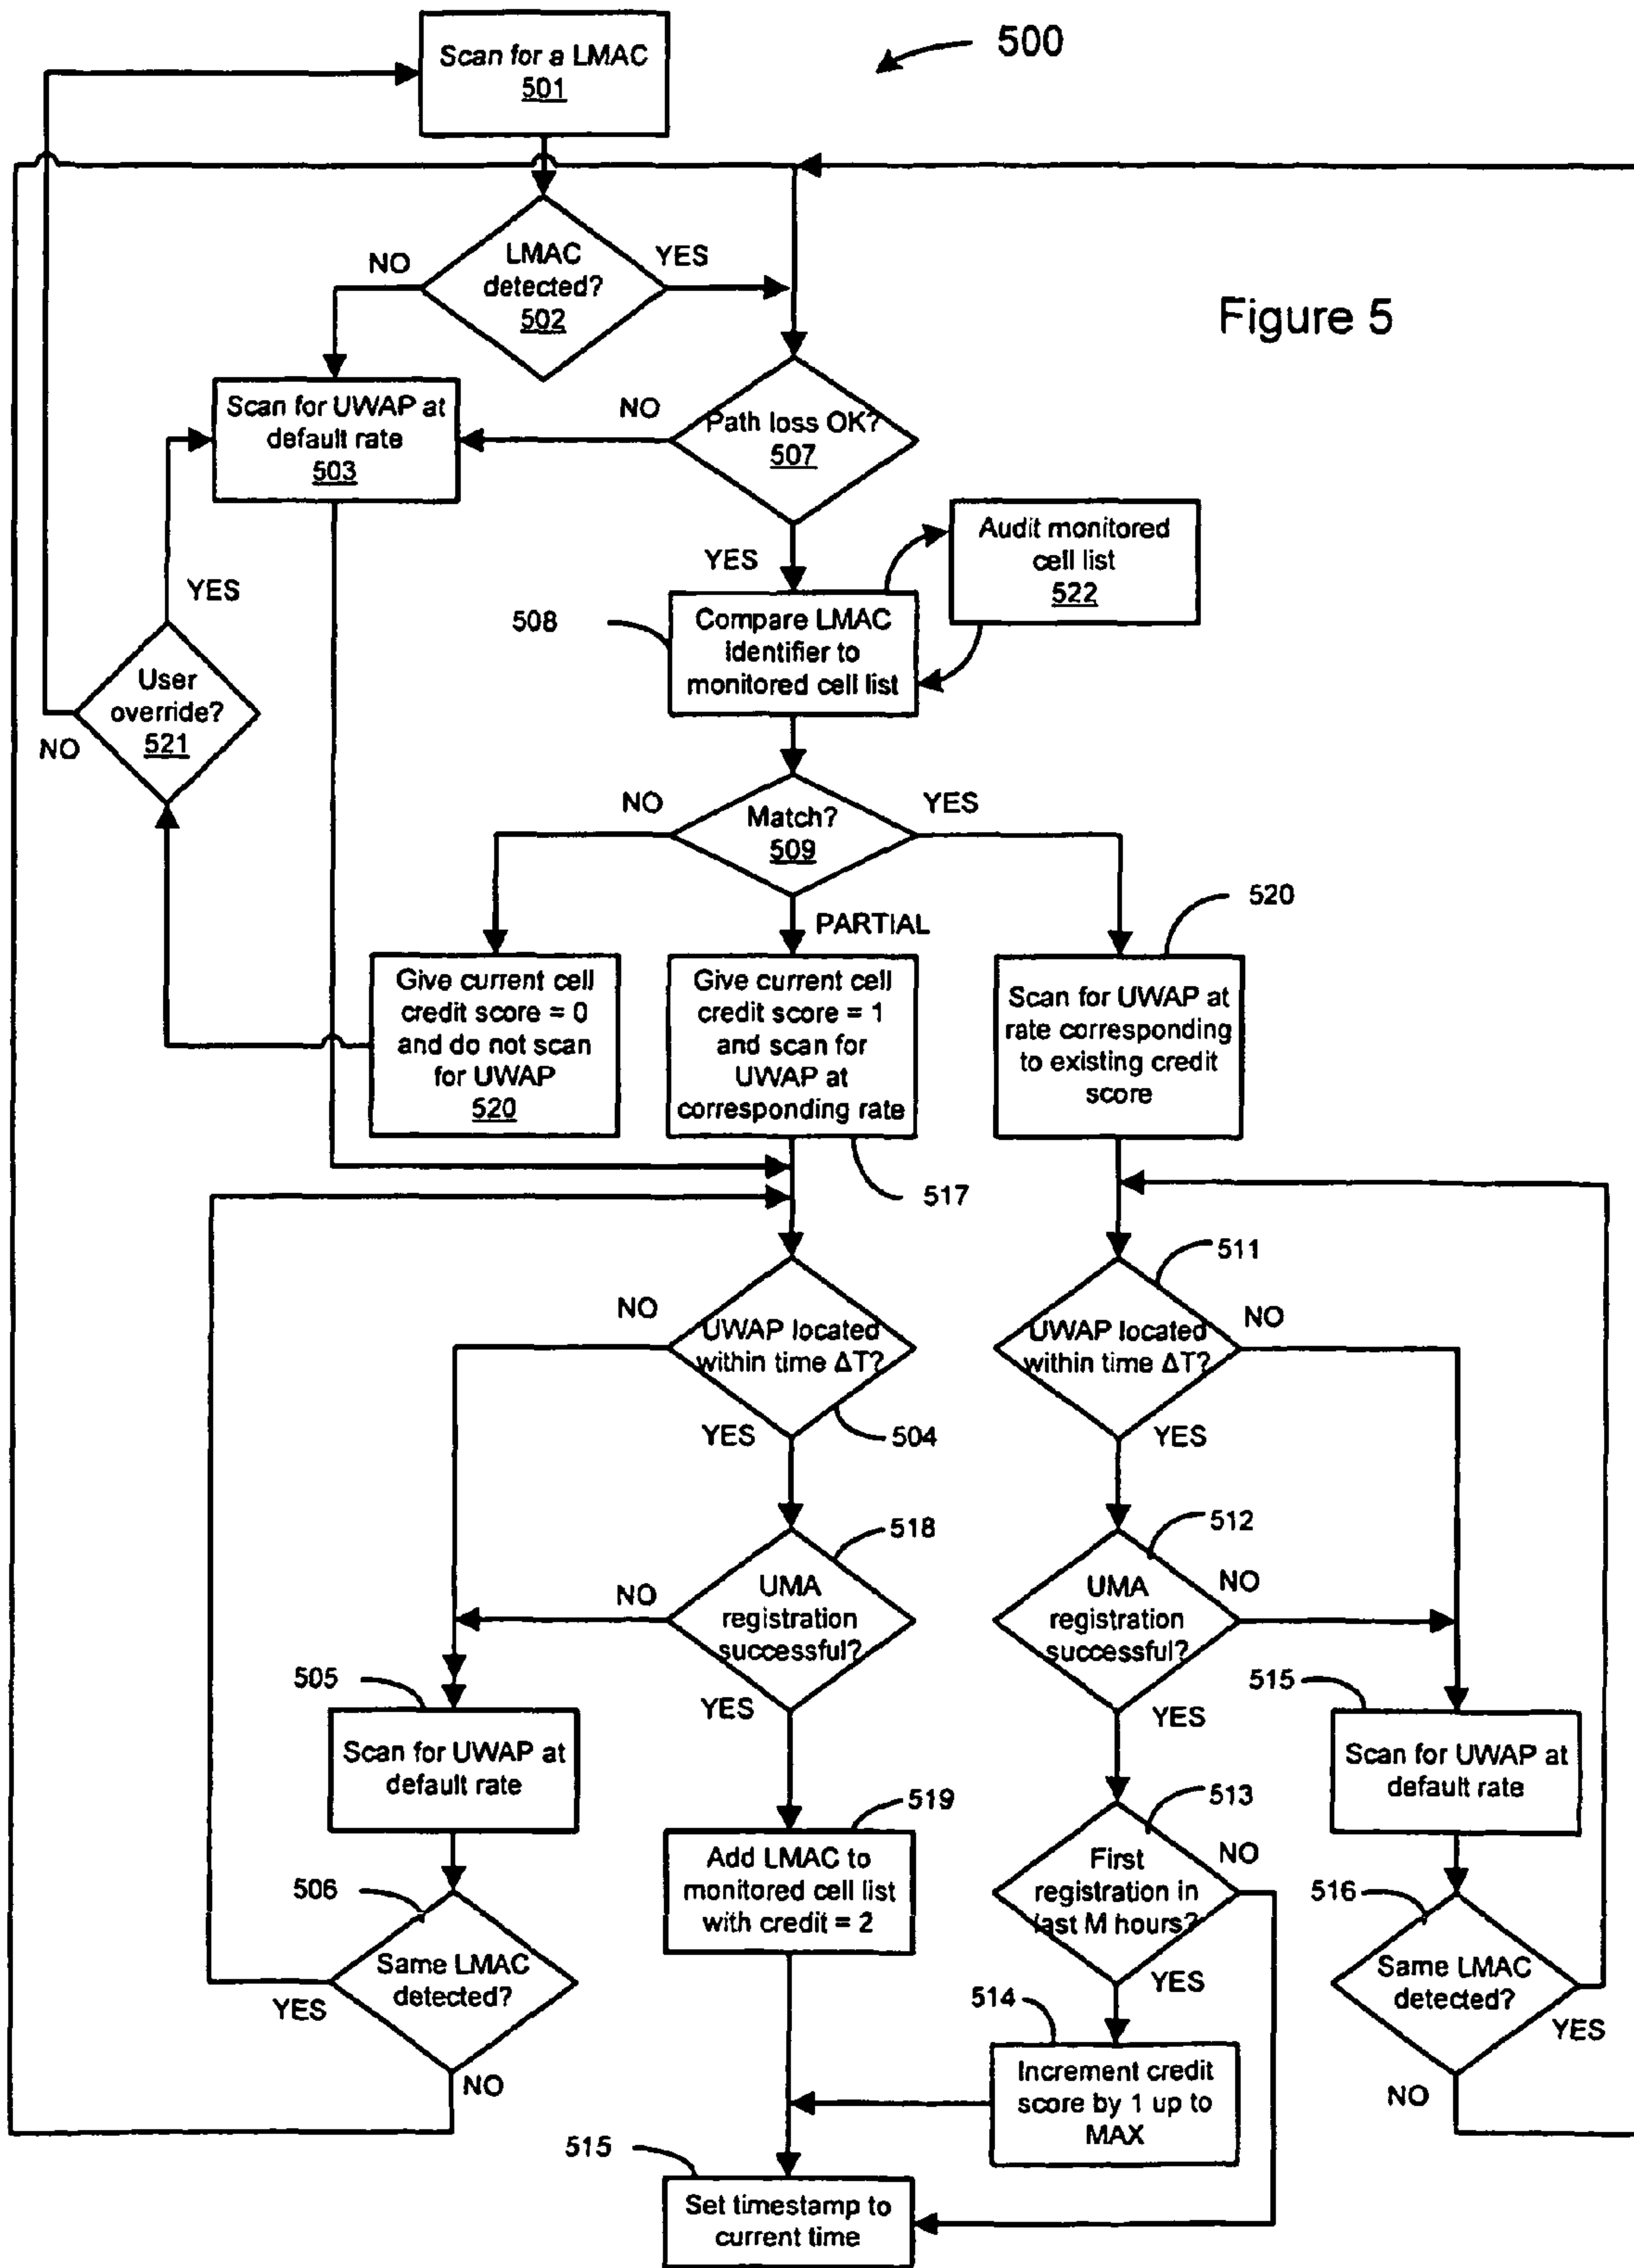 500
Scan for a LMAC
501
LMAC
detected?
502
NO
YES
Figure 5
Scan for UWAP at
default rate
503
NO
Path loss OK?
507
YES
Audit monitored
cell list
522
508
Compare LMAC
identifier to
monitored cell list
YES
User
override?
521
NO
NO
Match?
509
YES
PARTIAL
520
Give current cell
credit score = 0
and do not scan
for UWAP
520
Give current cell
credit score = 1
and scan for
UWAP at
corresponding rate
517
Scan for UWAP at
rate corresponding
to existing credit
score
NO
UWAP located
within time ΔT?
504
YES
511
UWAP located
within time ΔT?
NO
YES
518
NO
UMA
registration
successful?
YES
512
UMA
registration
successful?
NO
YES
505
Scan for UWAP at
default rate
515
Scan for UWAP at
default rate
519
Add LMAC to
monitored cell list
with credit = 2
513
First
registration in
last M hours?
NO
YES
506
Same LMAC
detected?
YES
NO
516
Same LMAC
detected?
YES
NO
514
Increment credit
score by 1 up to
MAX
515
Set timestamp to
current time